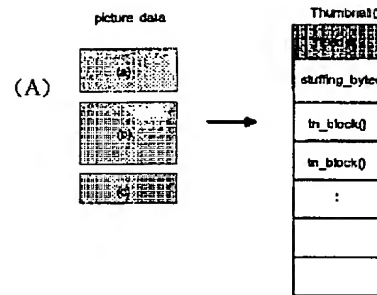 picture data
Thumbnail(
(A)
(a)
stuffing_bytes
(b)
tn_block()
tn_block()
(c)
: